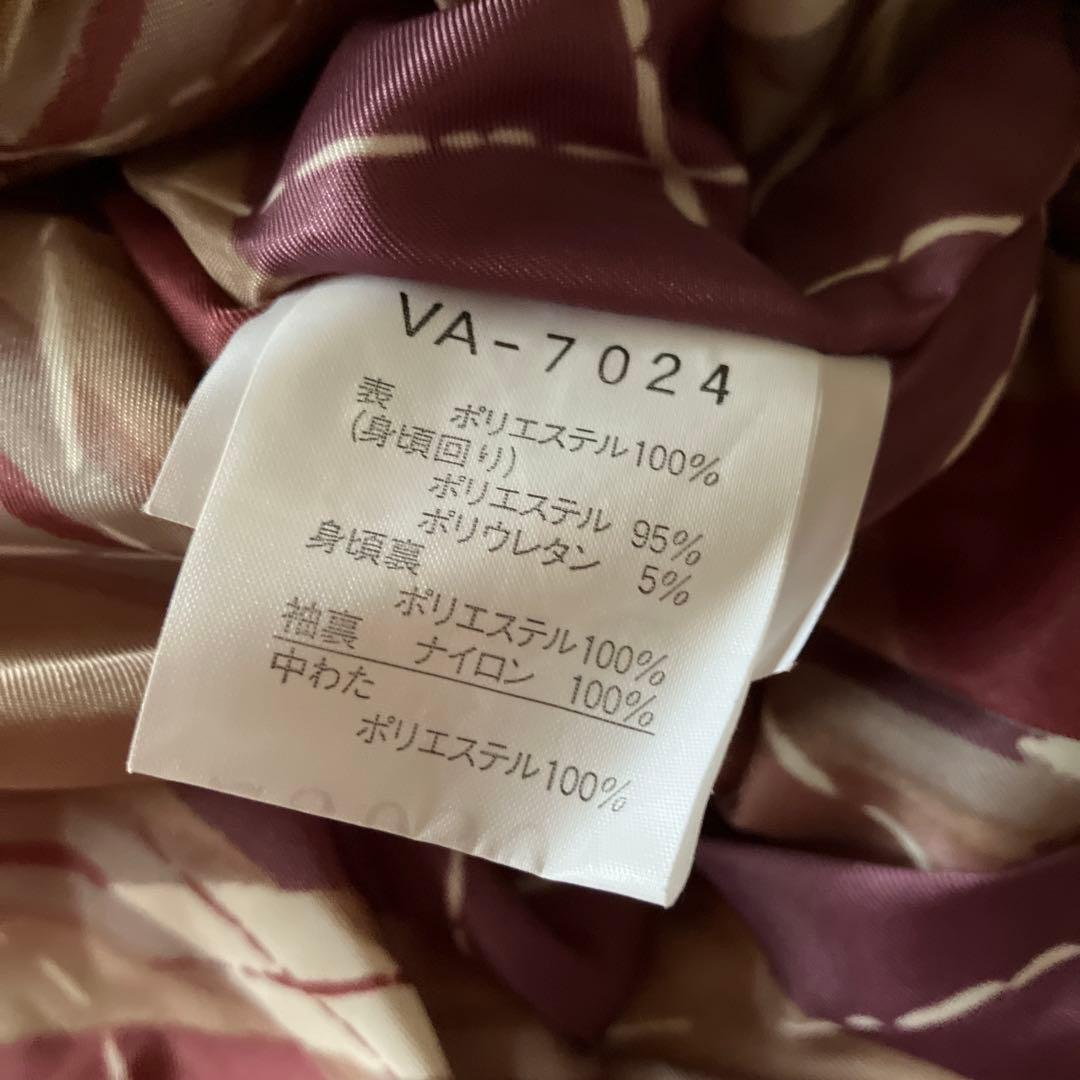 VA-7024
表 ポリエステル100%
(身頃回り)
ポリエステル 95%
ポリウレタン 5%
身頃裏
ポリエステル100%
袖裏 ナイロン 100%
中わた
ポリエステル100%